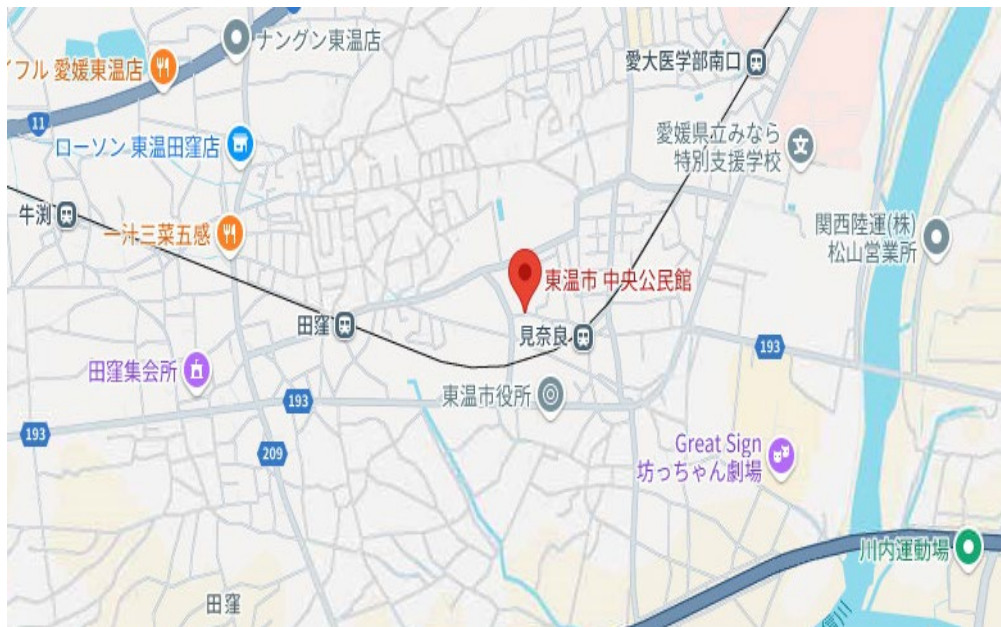 ナングン東温店
イフル 愛媛東温店
愛大医学部南口
11
ローソン 東温田窪店
愛媛県立みなら
特別支援学校
牛渕
一汁三菜五感
関西陸運(株)
松山営業所
東温市 中央公民館
田窪
見奈良
193
田窪集会所
東温市役所
193
193
209
Great Sign
坊っちゃん劇場
川内運動場
田窪